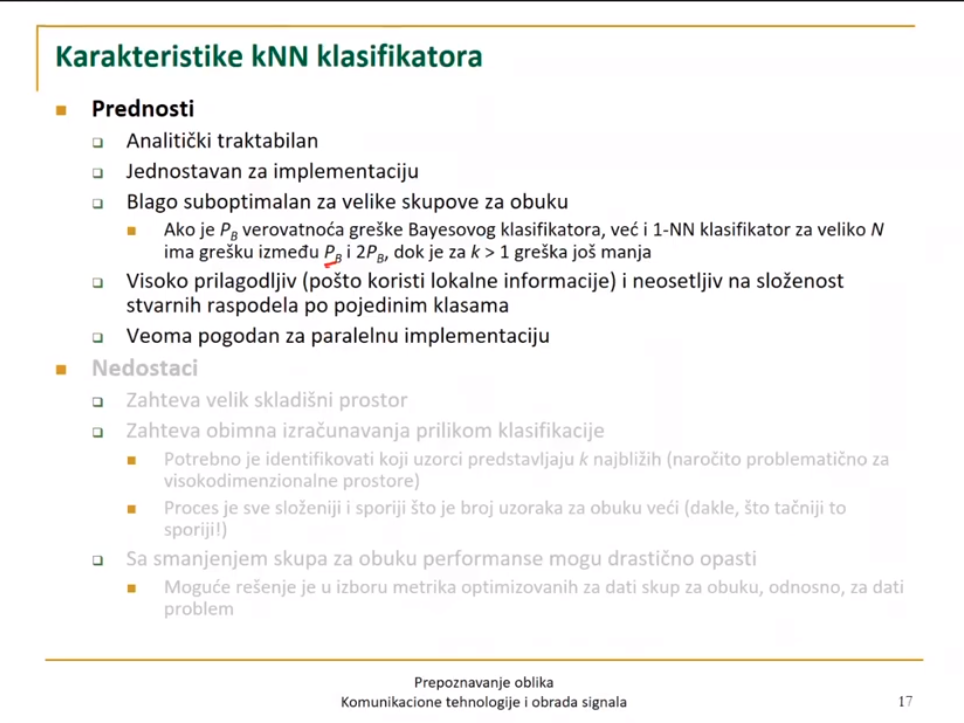 Karakteristike kNN klasifikatora
Prednosti
Analitički traktabilan
Jednostavan za implementaciju
Blago suboptimalan za velike skupove za obuku
Ako je P_B verovatnoća greške Bayesovog klasifikatora, već i 1-NN klasifikator za veliko N
ima grešku između P_B i 2P_B, dok je za k > 1 greška još manja
Visoko prilagodljiv (pošto koristi lokalne informacije) i neosetljiv na složenost
stvarnih raspodela po pojedinim klasama
Veoma pogodan za paralelnu implementaciju
Nedostaci
Zahteva velik skladišni prostor
Zahteva obimna izračunavanja prilikom klasifikacije
Potrebno je identifikovati koji uzorci predstavljaju k najbližih (naročito problematično za
visokodimenzionalne prostore)
Proces je sve složeniji i sporiji što je broj uzoraka za obuku veći (dakle, što tačniji to
sporiji!)
Sa smanjenjem skupa za obuku performanse mogu drastično opasti
Moguće rešenje je u izboru metrika optimizovanih za dati skup za obuku, odnosno, za dati
problem
Prepoznavanje oblika
Komunikacione tehnologije i obrada signala
17